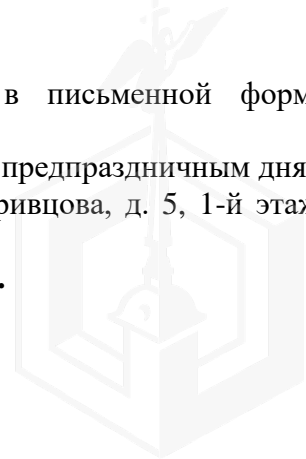 в письменной форм
предпраздничным дня
ривцова, д. 5, 1-й этаж
.